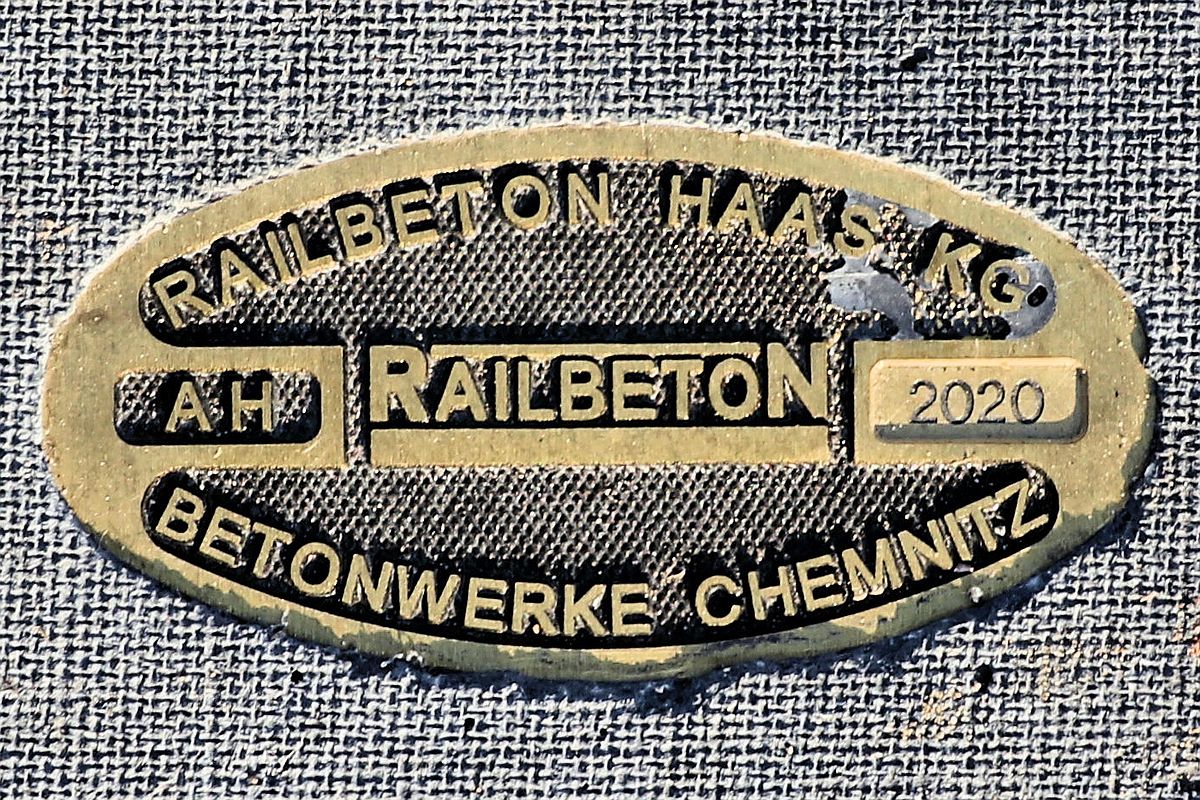 RAILBETON HAAS KG
AH
RAILBETON
2020
BETONWERKE CHEMNITZ